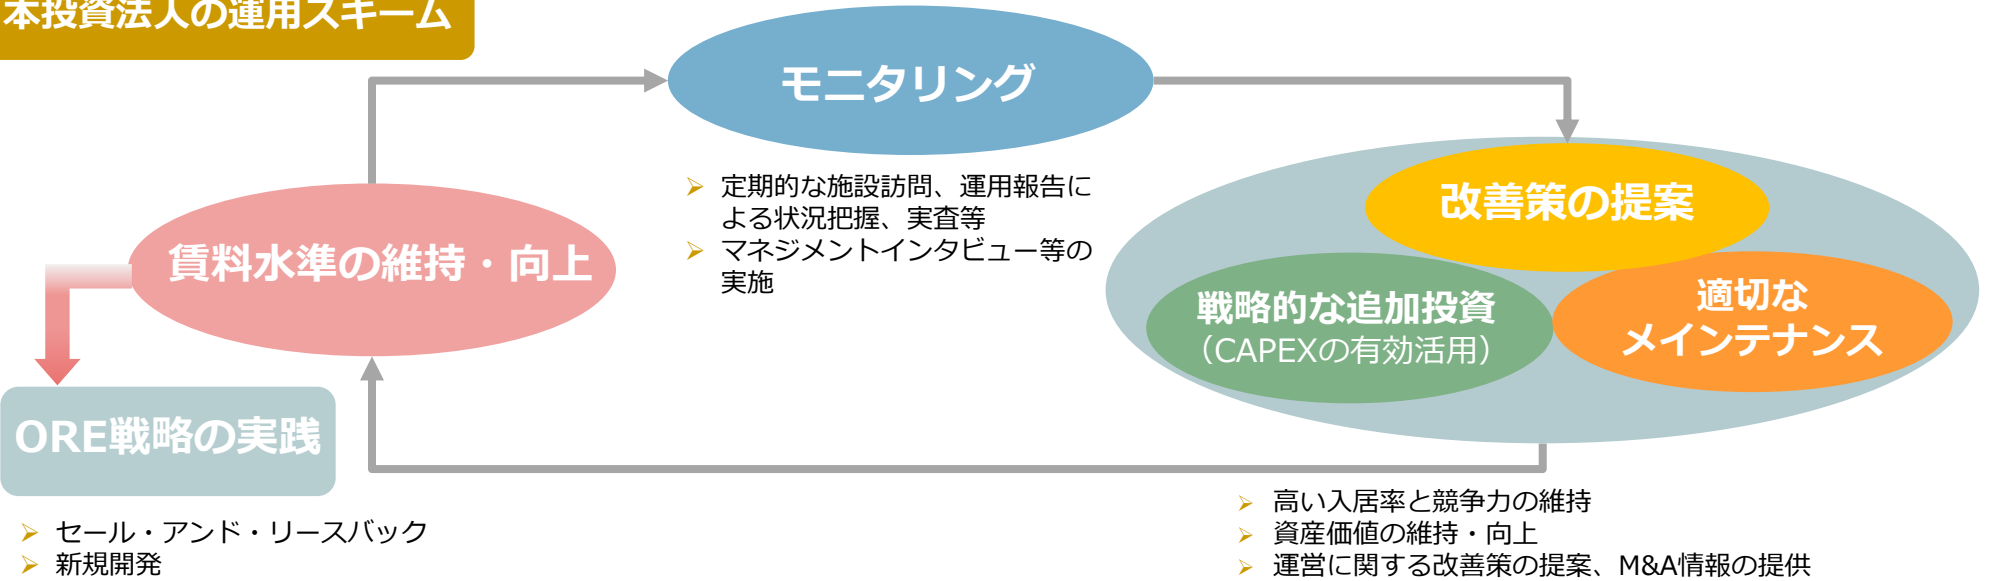 本投資法人の運用スキーム
モニタリング
➢ 定期的な施設訪問、運用報告に
よる状況把握、実査等
➢ マネジメントインタビュー等の
実施
改善策の提案
戦略的な追加投資
（CAPEXの有効活用）
適切な
メインテナンス
賃料水準の維持・向上
ORE戦略の実践
➢ セール・アンド・リースバック
➢ 新規開発
➢ 高い入居率と競争力の維持
➢ 資産価値の維持・向上
➢ 運営に関する改善策の提案、M&A情報の提供